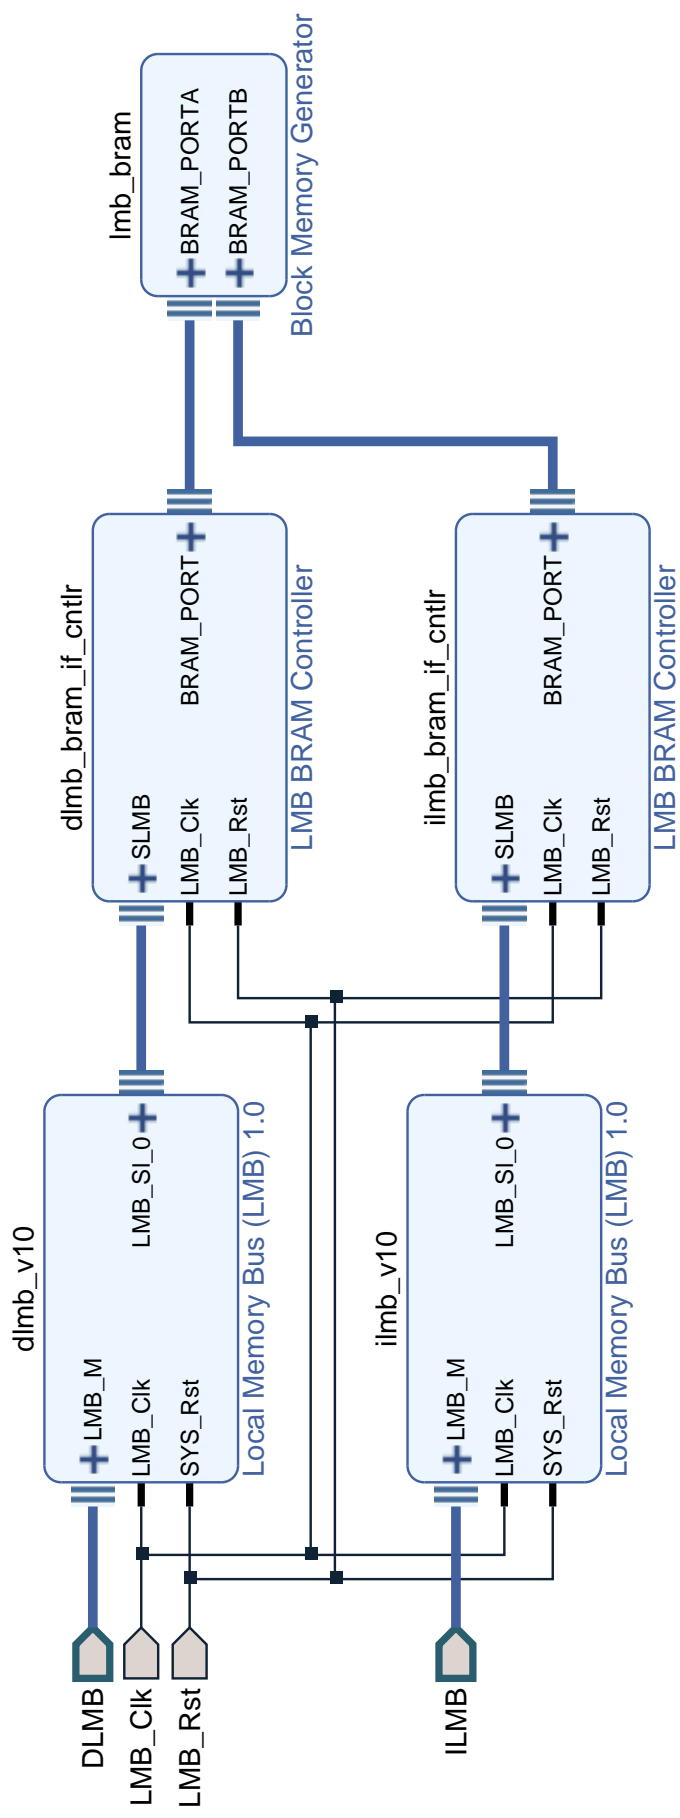 dlmb_v10
LMB_M
LMB_Clk
SYS_Rst
LMB_Sl_0
Local Memory Bus (LMB) 1.0
dlmb_bram_if_cntlr
SLMB
LMB_Clk
LMB_Rst
BRAM_PORT
LMB BRAM Controller
lmb_bram
BRAM_PORTA
BRAM_PORTB
Block Memory Generator
DLMB
LMB_Clk
LMB_Rst
ilmb_v10
LMB_M
LMB_Clk
SYS_Rst
LMB_Sl_0
Local Memory Bus (LMB) 1.0
ilmb_bram_if_cntlr
SLMB
LMB_Clk
LMB_Rst
BRAM_PORT
LMB BRAM Controller
ILMB